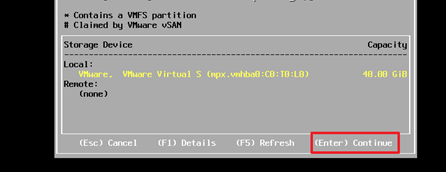 * Contains a VMFS partition
# Claimed by VMware vSAN
Storage Device Capacity
Local:
VMware, VMware Virtual S (mpx.vmhba0:C0:T0:L0) 40.00 GiB
Remote:
(none)
(Esc) Cancel (F1) Details (F5) Refresh (Enter) Continue